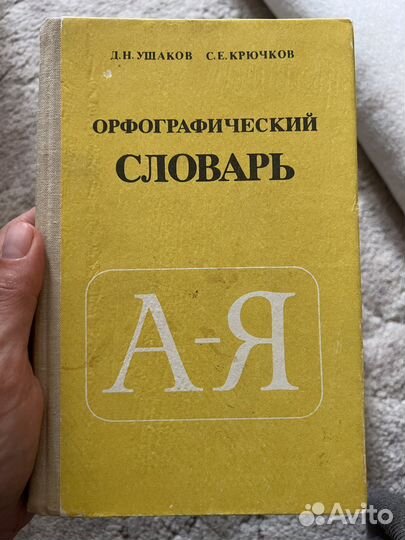 Д.Н.УШАКОВ С.Е.КРЮЧКОВ
ОРФОГРАФИЧЕСКИЙ
СЛОВАРЬ
А-Я
Avito